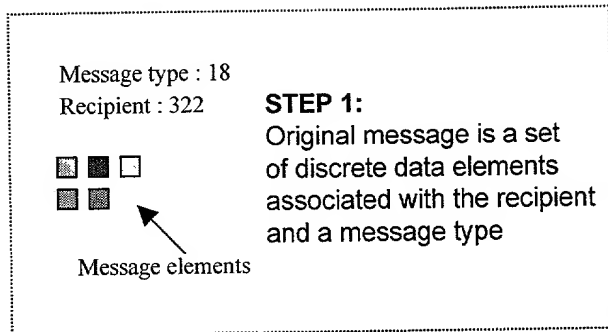 Message type : 18
Recipient : 322
STEP 1:
Original message is a set
of discrete data elements
associated with the recipient
and a message type
Message elements